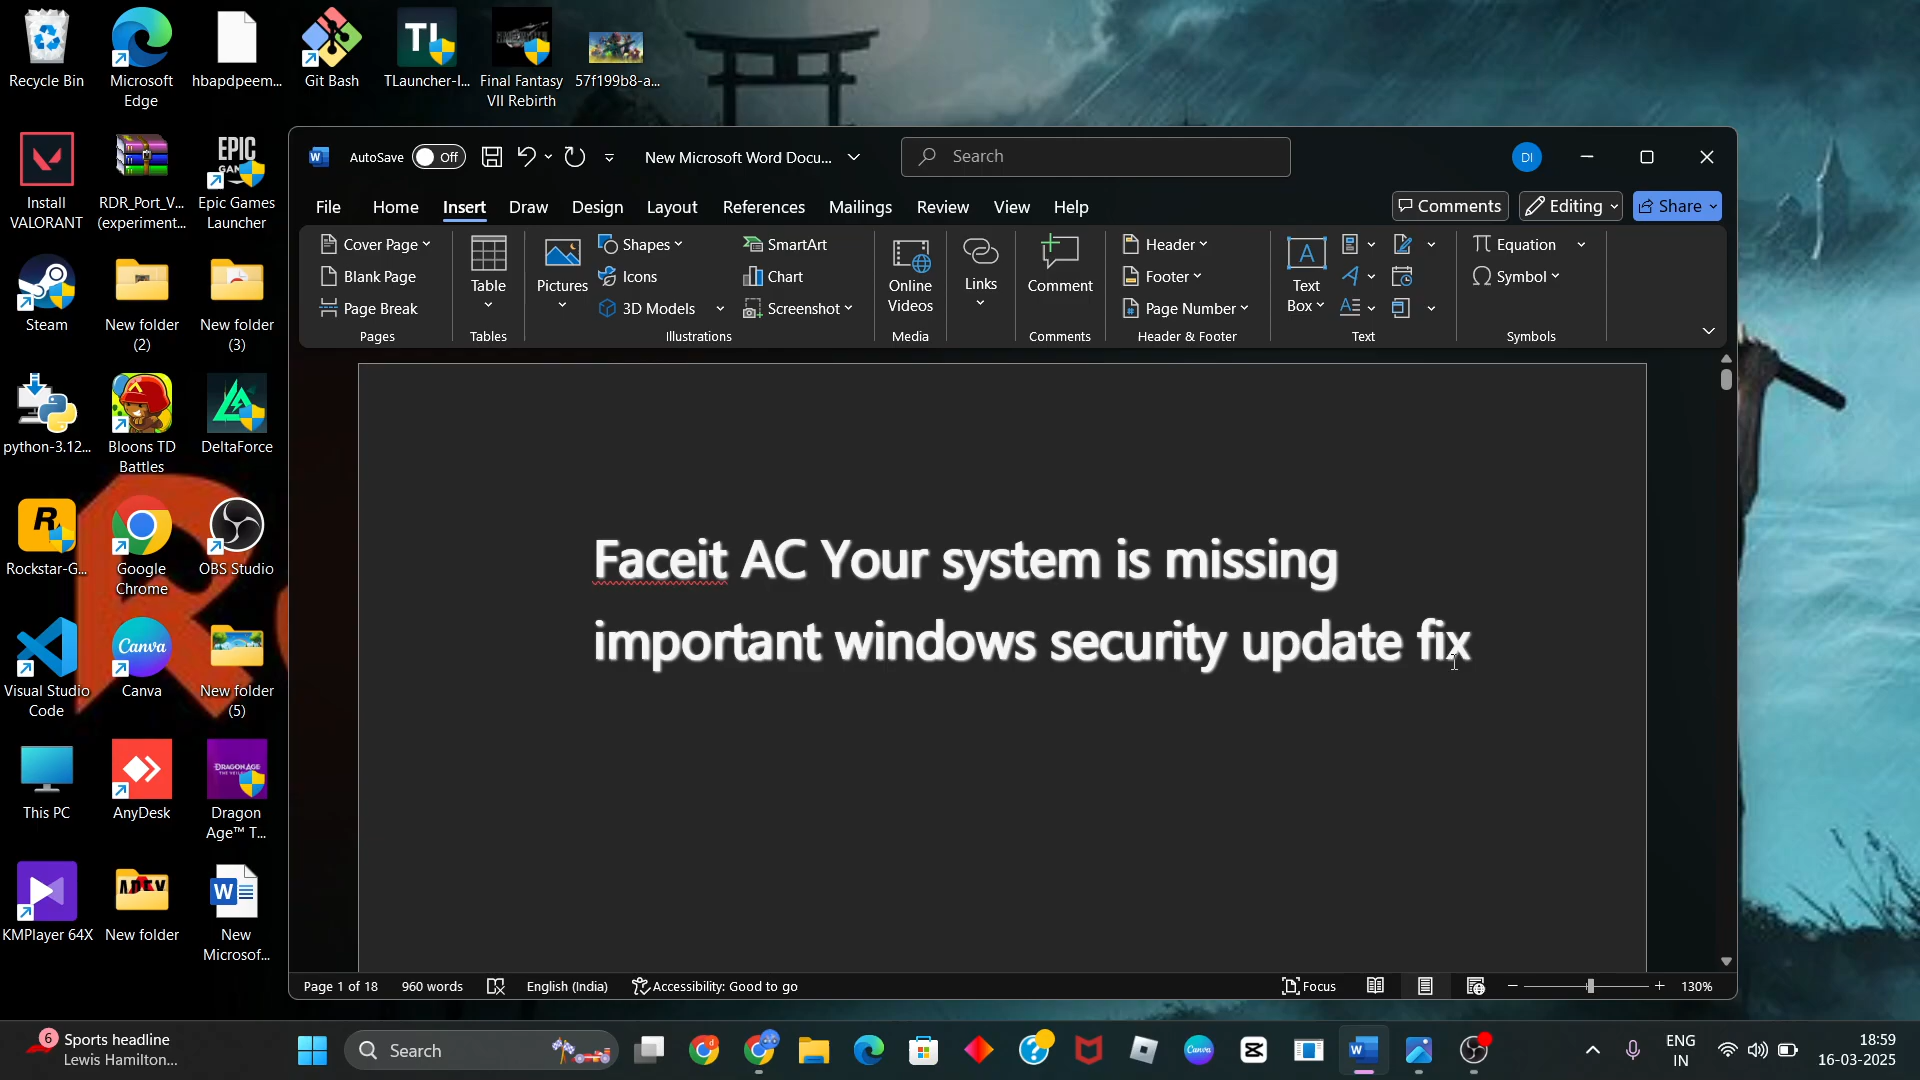 Recycle Bin
Microsoft
Edge
hbapdpeem...
Git Bash
TLauncher-I...
Final Fantasy
VII Rebirth
57f199b8-a...
Install
VALORANT
RDR_Port_V...
(experiment...
Epic Games
Launcher
Steam
New folder
(2)
New folder
(3)
python-3.12...
Bloons TD
Battles
DeltaForce
Rockstar-G...
Google
Chrome
OBS Studio
Visual Studio
Code
Canva
New folder
(5)
This PC
AnyDesk
Dragon
Age™ T...
KMPlayer 64X
New folder
New
Microsof...
AutoSave Off New Microsoft Word Docu... Search DI
File Home Insert Draw Design Layout References Mailings Review View Help Comments Editing Share
Cover Page
Blank Page
Page Break
Pages
Table
Tables
Pictures
Shapes
Icons
3D Models
SmartArt
Chart
Screenshot
Illustrations
Online
Videos
Media
Links
Comment
Comments
Header
Footer
Page Number
Header & Footer
Text
Box
Text
Equation
Symbol
Symbols
Faceit AC Your system is missing
important windows security update fix
Page 1 of 18 960 words English (India) Accessibility: Good to go Focus 130%
6
Sports headline
Lewis Hamilton...
Search
ENG
IN
18:59
16-03-2025